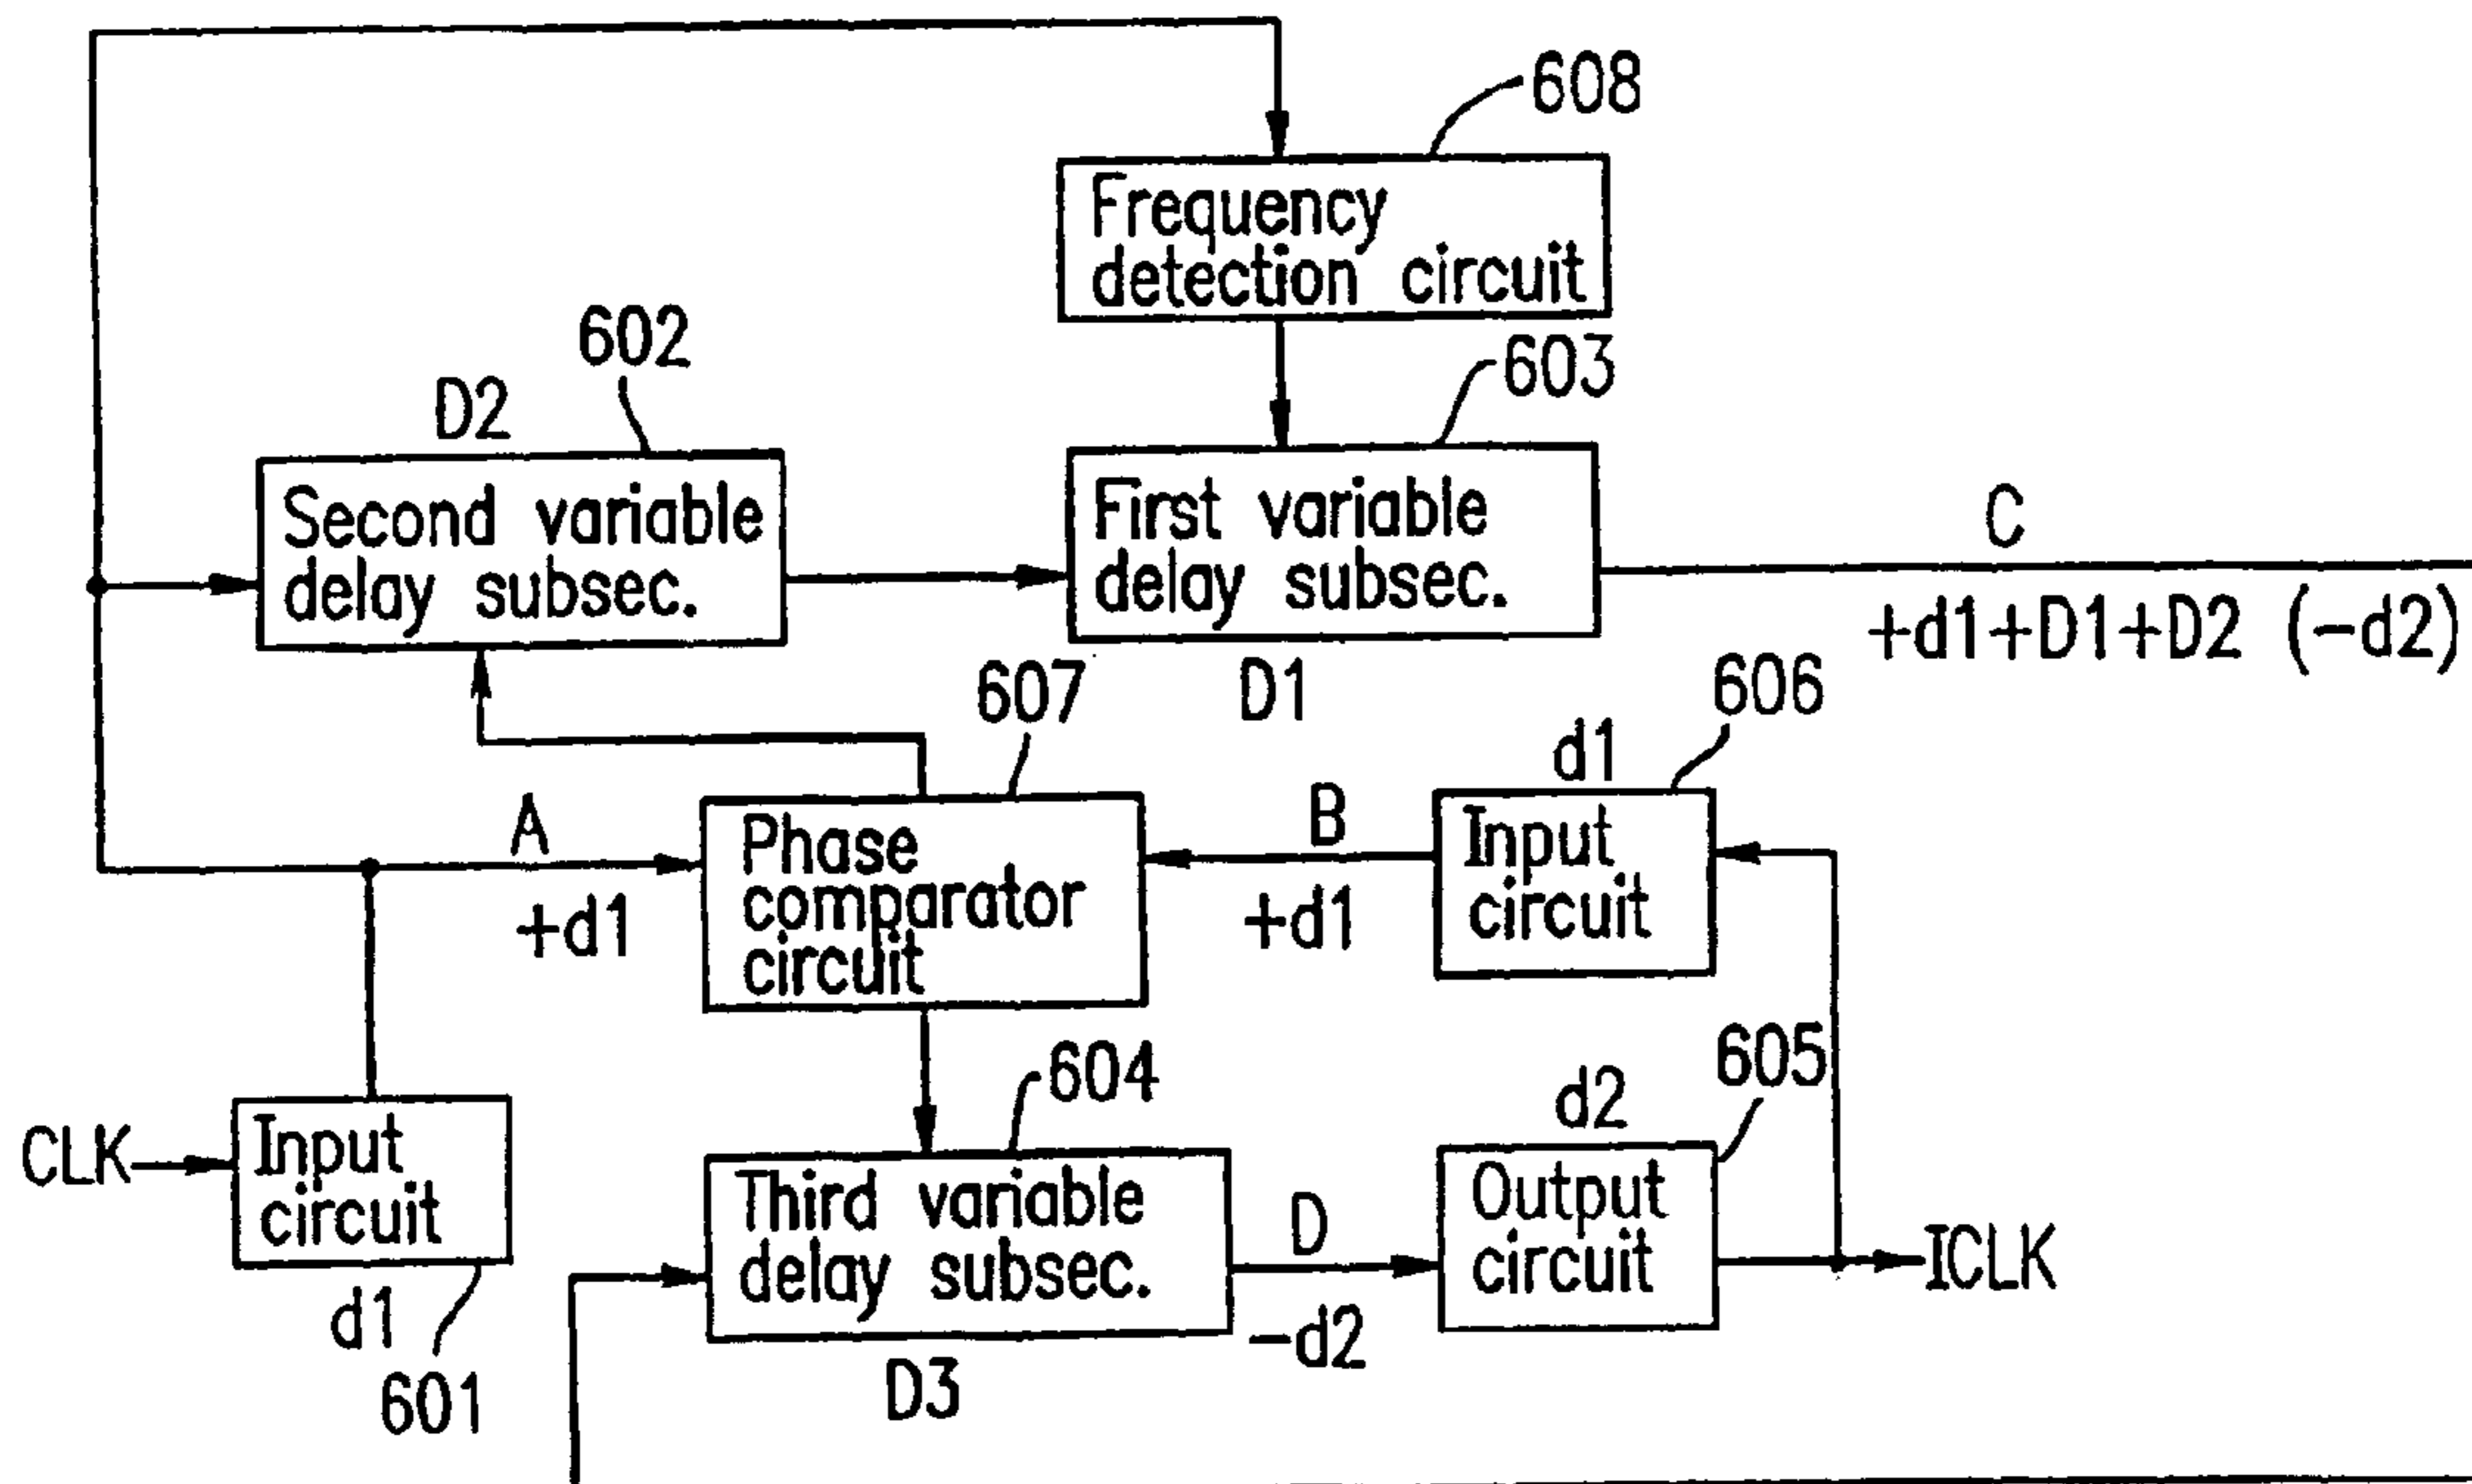 608
Frequency
detection circuit
602
603
D2
Second variable
delay subsec.
First variable
delay subsec.
C
+d1+D1+D2 (-d2)
607
D1
606
d1
A
+d1
Phase
comparator
circuit
B
+d1
Input
circuit
604
605
d2
CLK
Input
circuit
d1
601
Third variable
delay subsec.
D3
D
-d2
Output
circuit
ICLK